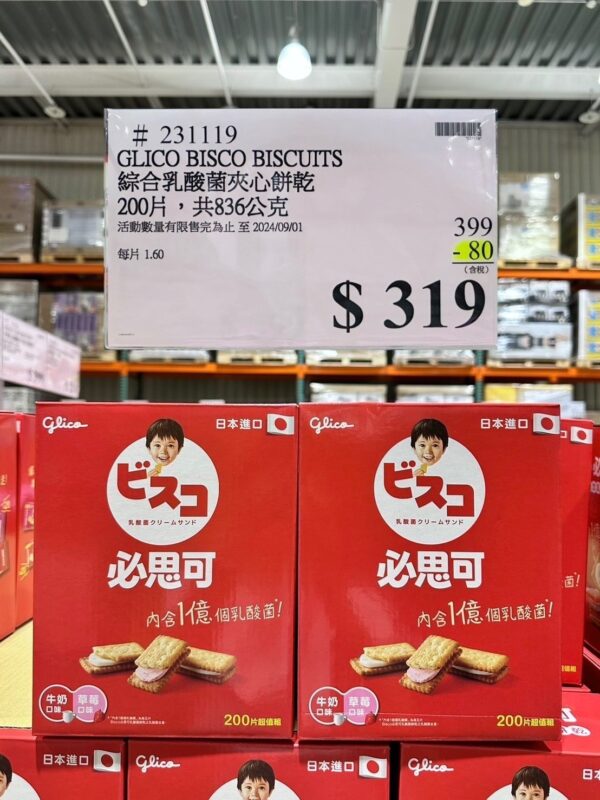 # 231119
GLICO BISCO BISCUITS
綜合乳酸菌夾心餅乾
200片，共836公克
活動數量有限售完為止 至 2024/09/01
每片 1.60
399
- 80
(含稅)
$ 319
glico
日本進口
ビスコ
乳酸菌クリームサンド
必思可
內含1億個乳酸菌!
牛奶口味
草莓口味
200片超值組
glico
日本進口
ビスコ
乳酸菌クリームサンド
必思可
內含1億個乳酸菌!
牛奶口味
草莓口味
200片超值組
日本進口
glico
日本進口
glico
日本